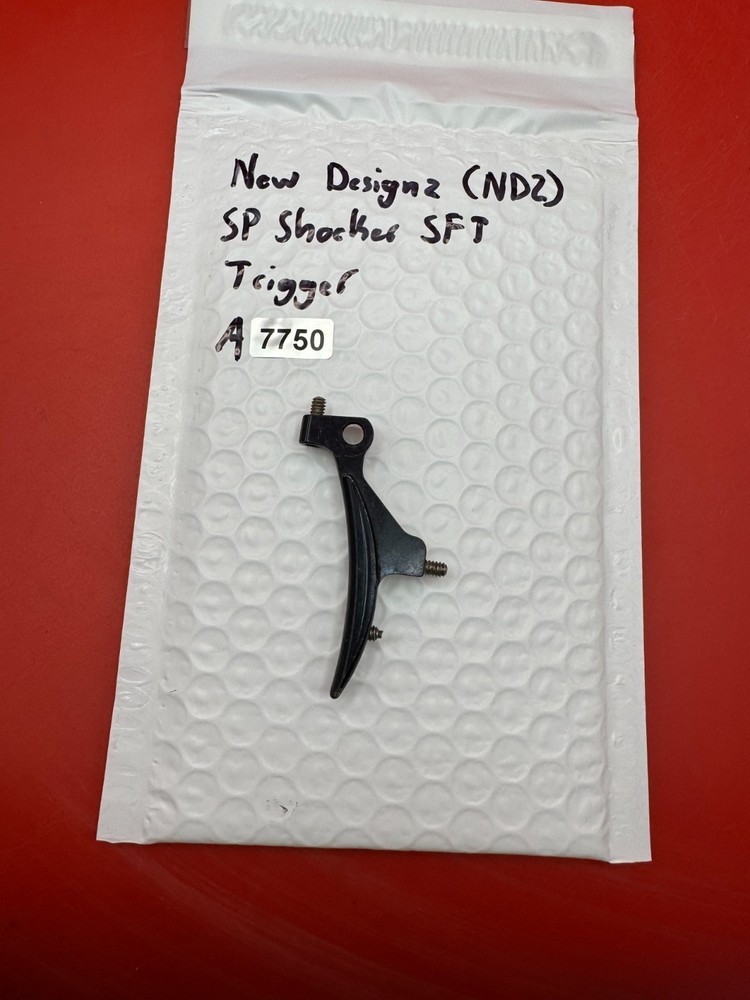 New Designz (NDZ)
SP Shocker SFT
Trigger
A 7750